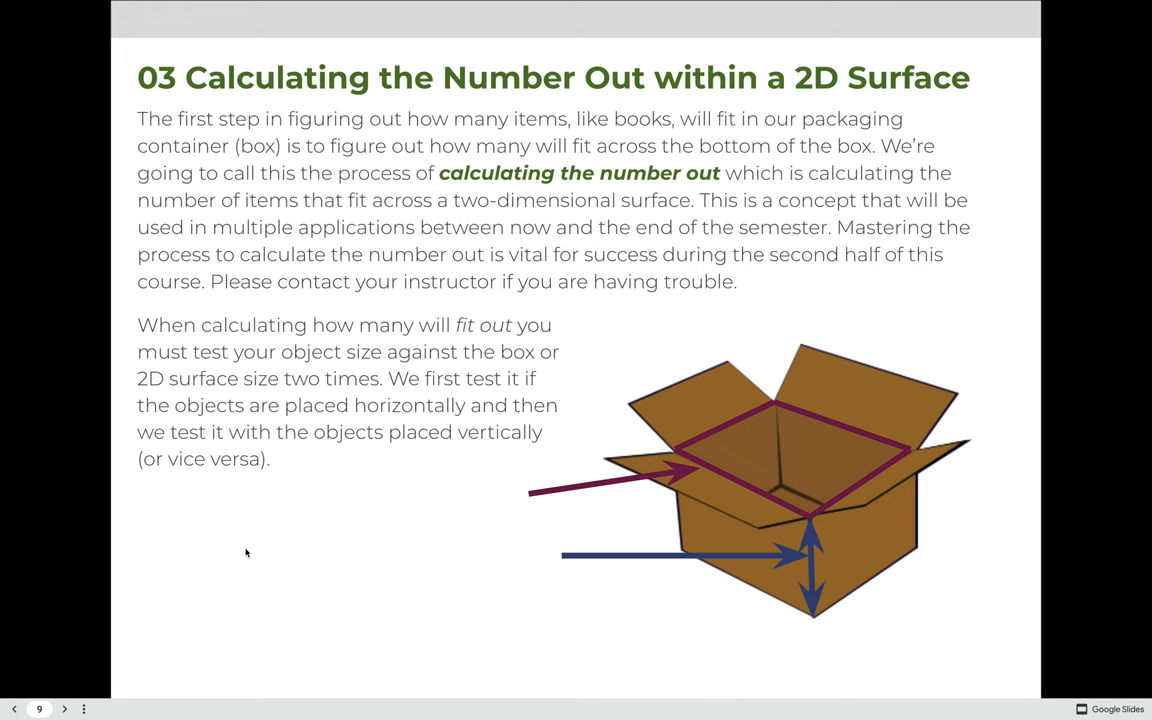 03 Calculating the Number Out within a 2D Surface
The first step in figuring out how many items, like books, will fit in our packaging
container (box) is to figure out how many will fit across the bottom of the box. We’re
going to call this the process of calculating the number out which is calculating the
number of items that fit across a two-dimensional surface. This is a concept that will be
used in multiple applications between now and the end of the semester. Mastering the
process to calculate the number out is vital for success during the second half of this
course. Please contact your instructor if you are having trouble.
When calculating how many will fit out you
must test your object size against the box or
2D surface size two times. We first test it if
the objects are placed horizontally and then
we test it with the objects placed vertically
(or vice versa).
9
Google Slides